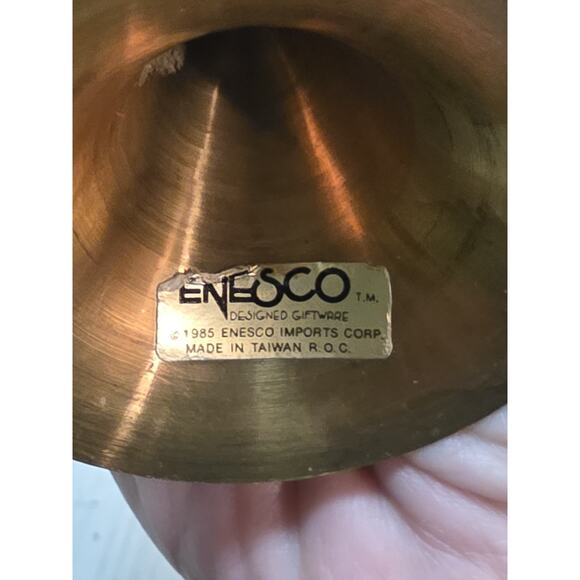 ENESCO T.M.
DESIGNED GIFTWARE
© 1985 ENESCO IMPORTS CORP.
MADE IN TAIWAN R.O.C.